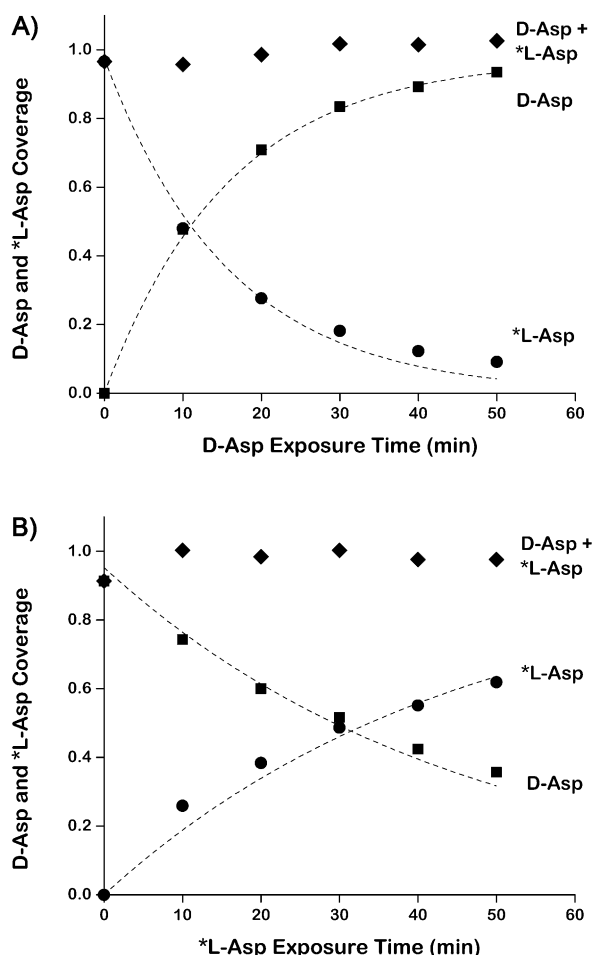 A)
D-Asp +
*L-Asp
D-Asp
*L-Asp
D-Asp and *L-Asp Coverage
1.0
0.8
0.6
0.4
0.2
0.0
0 10 20 30 40 50 60
D-Asp Exposure Time (min)
B)
D-Asp +
*L-Asp
*L-Asp
D-Asp
D-Asp and *L-Asp Coverage
1.0
0.8
0.6
0.4
0.2
0.0
0 10 20 30 40 50 60
*L-Asp Exposure Time (min)